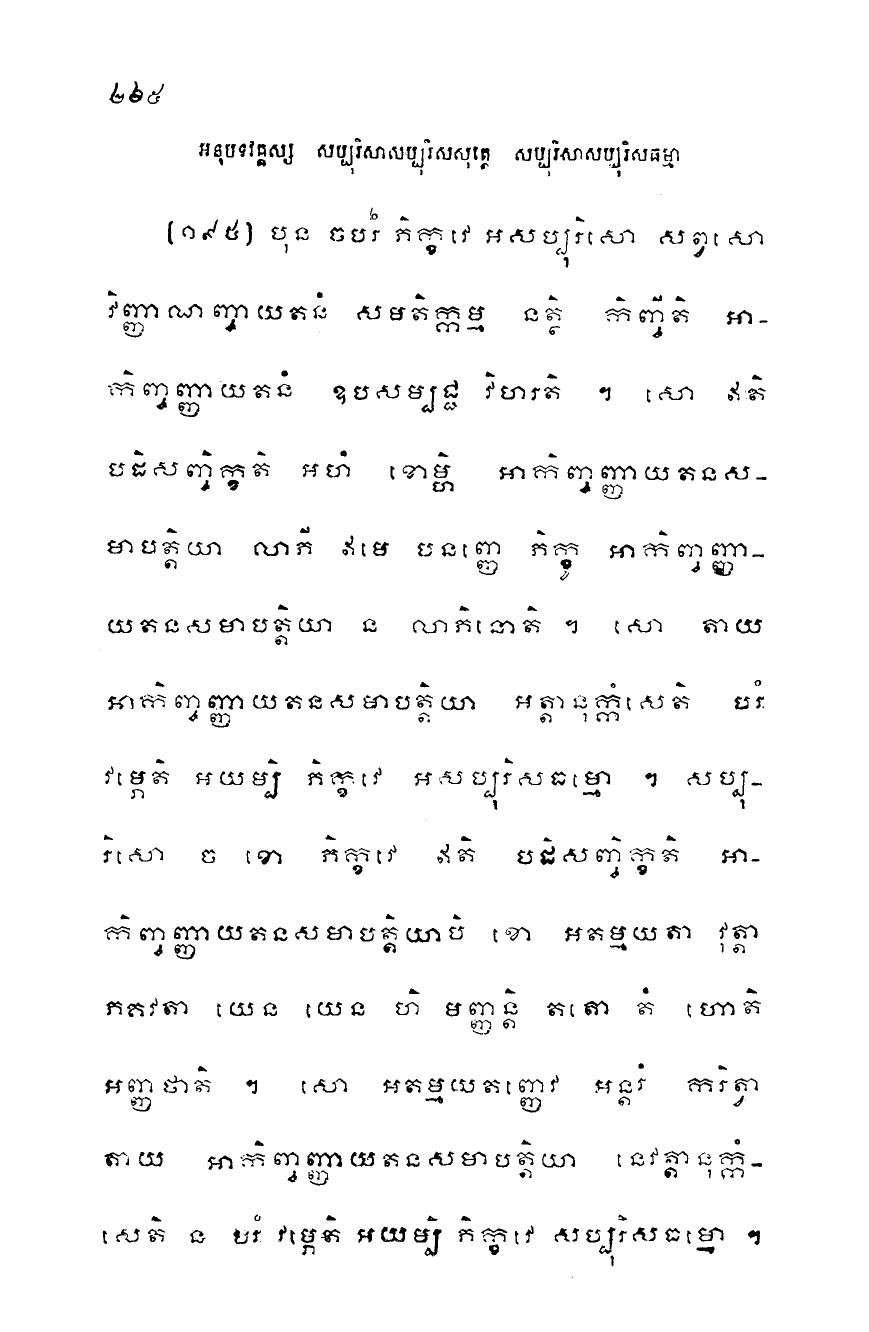 ២៦៥
អនុបទវគ្គស្ស សប្បុរិសាសប្បុរិសសុត្តេ សប្បុរិសាសប្បុរិសធម្មា
(១៩៥) បុន ចបរំ ភិក្ខវេ អសប្បុរិសោ សព្វសោ
វិញ្ញាណញ្ចាយតនំ សមតិក្កម្ម នត្ថិ កិញ្ចីតិ អា-
កិញ្ចញ្ញាយតនំ ឧបសម្បជ្ជ វិហរតិ ។ សោ ឥតិ
បដិសញ្ចិក្ខតិ អហំ ខោម្ហិ អាកិញ្ចញ្ញាយតនស-
មាបត្តិយា លាភី ឥមេ បនញ្ញេ ភិក្ខូ អាកិញ្ចញ្ញា-
យតនសមាបត្តិយា ន លាភិនោតិ ។ សោ តាយ
អាកិញ្ចញ្ញាយតនសមាបត្តិយា អត្តានុក្កំសេតិ បរំ
វម្ភេតិ អយម្បិ ភិក្ខវេ អសប្បុរិសធម្មោ ។ សប្បុ-
រិសោ ច ខោ ភិក្ខវេ ឥតិ បដិសញ្ចិក្ខតិ អា-
កិញ្ចញ្ញាយតនសមាបត្តិយាបិ ខោ អតម្មយតា វុត្តា
ភគវតា យេន យេន ហិ មញ្ញន្តិ តតោ តំ ហោតិ
អញ្ញថាតិ ។ សោ អតម្មយតញ្ញេវ អន្តរំ ករិត្វា
តាយ អាកិញ្ចញ្ញាយតនសមាបត្តិយា នេវត្តានុក្កំ-
សេតិ ន បរំ វម្ភេតិ អយម្បិ ភិក្ខវេ សប្បុរិសធម្មោ ។